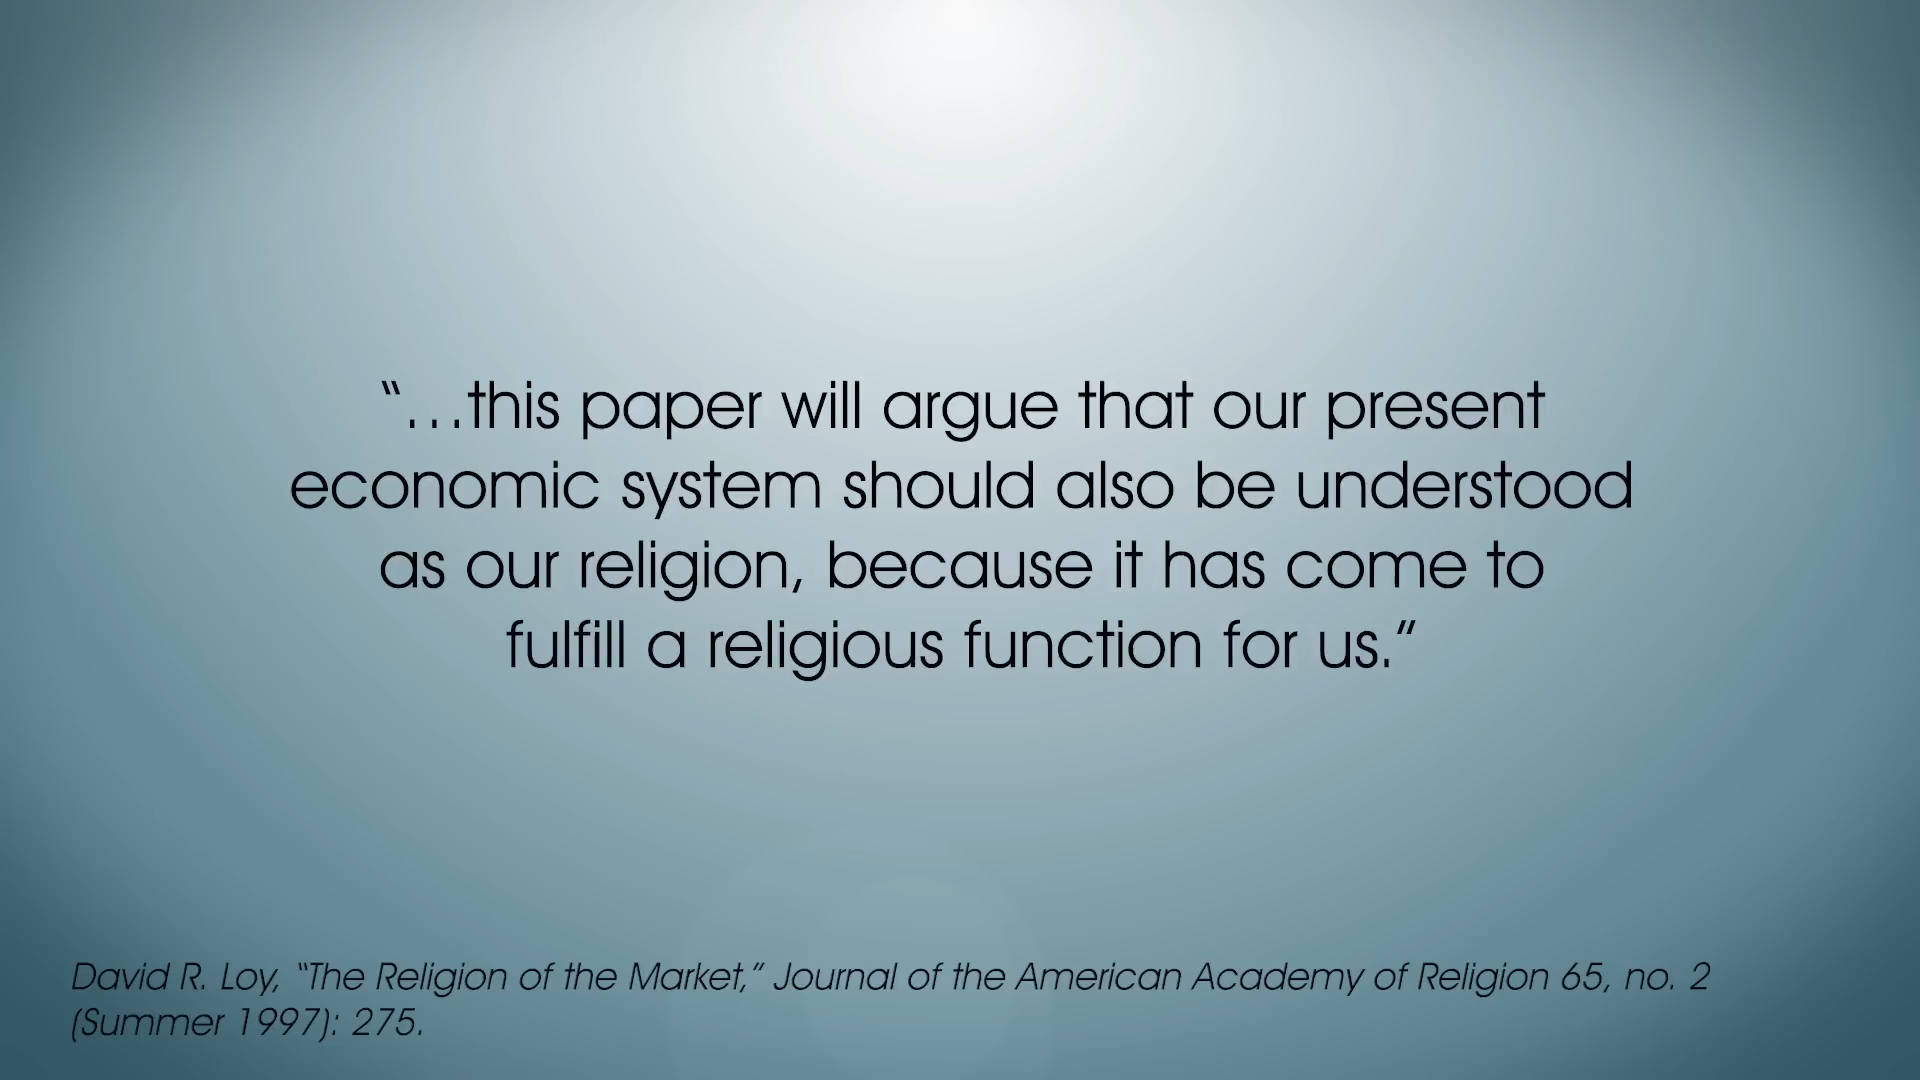 “…this paper will argue that our present
economic system should also be understood
as our religion, because it has come to
fulfill a religious function for us.”
David R. Loy, “The Religion of the Market,” Journal of the American Academy of Religion 65, no. 2
(Summer 1997): 275.